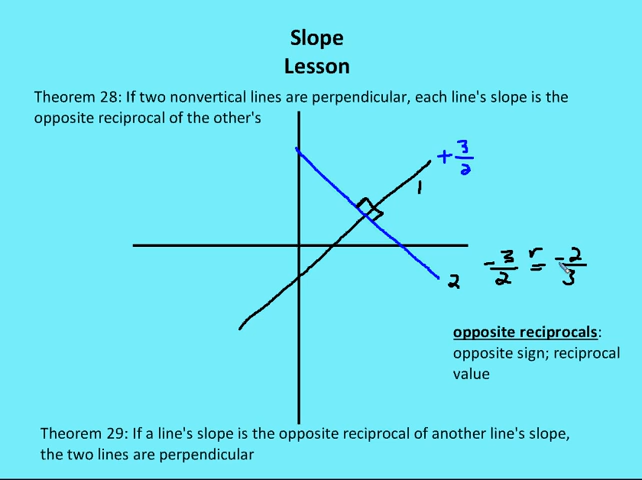 Slope
Lesson
Theorem 28: If two nonvertical lines are perpendicular, each line's slope is the
opposite reciprocal of the other's
+3/2
1
2
-3/2 r = -2/3
opposite reciprocals:
opposite sign; reciprocal
value
Theorem 29: If a line's slope is the opposite reciprocal of another line's slope,
the two lines are perpendicular